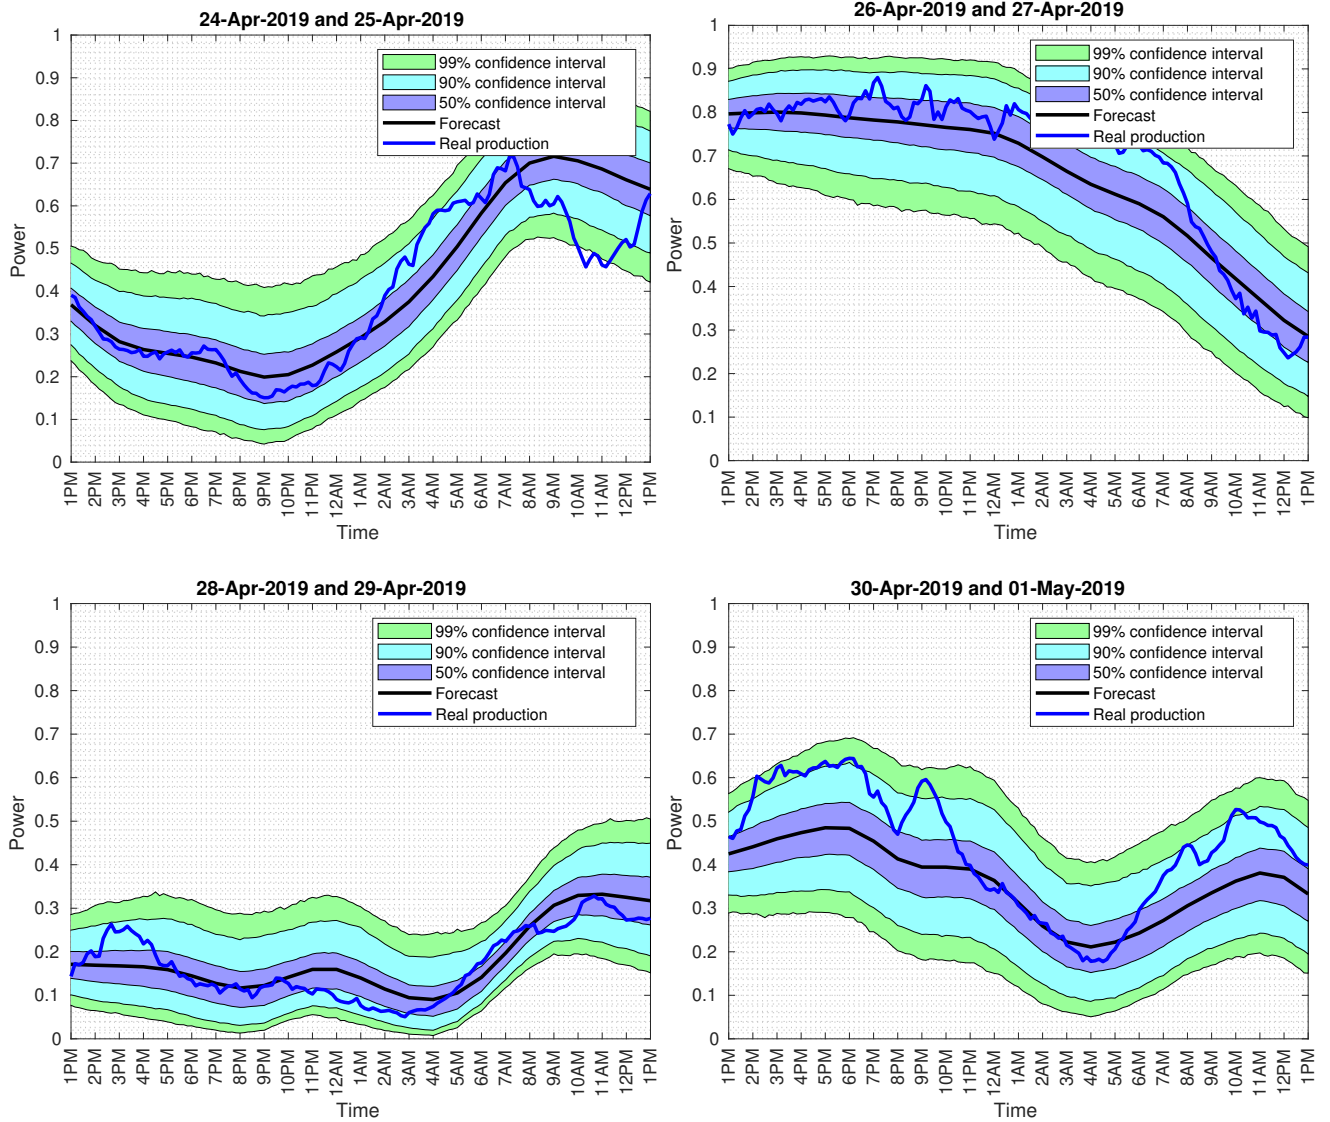 24-Apr-2019 and 25-Apr-2019
1
0.9
0.8
0.7
0.6
0.5
0.4
0.3
0.2
0.1
0
Power
99% confidence interval
90% confidence interval
50% confidence interval
Forecast
Real production
1PM 2PM 3PM 4PM 5PM 6PM 7PM 8PM 9PM 10PM 11PM 12AM 1AM 2AM 3AM 4AM 5AM 6AM 7AM 8AM 9AM 10AM 11AM 12PM 1PM
Time
26-Apr-2019 and 27-Apr-2019
1
0.9
0.8
0.7
0.6
0.5
0.4
0.3
0.2
0.1
0
Power
99% confidence interval
90% confidence interval
50% confidence interval
Forecast
Real production
1PM 2PM 3PM 4PM 5PM 6PM 7PM 8PM 9PM 10PM 11PM 12AM 1AM 2AM 3AM 4AM 5AM 6AM 7AM 8AM 9AM 10AM 11AM 12PM 1PM
Time
28-Apr-2019 and 29-Apr-2019
1
0.9
0.8
0.7
0.6
0.5
0.4
0.3
0.2
0.1
0
Power
99% confidence interval
90% confidence interval
50% confidence interval
Forecast
Real production
1PM 2PM 3PM 4PM 5PM 6PM 7PM 8PM 9PM 10PM 11PM 12AM 1AM 2AM 3AM 4AM 5AM 6AM 7AM 8AM 9AM 10AM 11AM 12PM 1PM
Time
30-Apr-2019 and 01-May-2019
1
0.9
0.8
0.7
0.6
0.5
0.4
0.3
0.2
0.1
0
Power
99% confidence interval
90% confidence interval
50% confidence interval
Forecast
Real production
1PM 2PM 3PM 4PM 5PM 6PM 7PM 8PM 9PM 10PM 11PM 12AM 1AM 2AM 3AM 4AM 5AM 6AM 7AM 8AM 9AM 10AM 11AM 12PM 1PM
Time